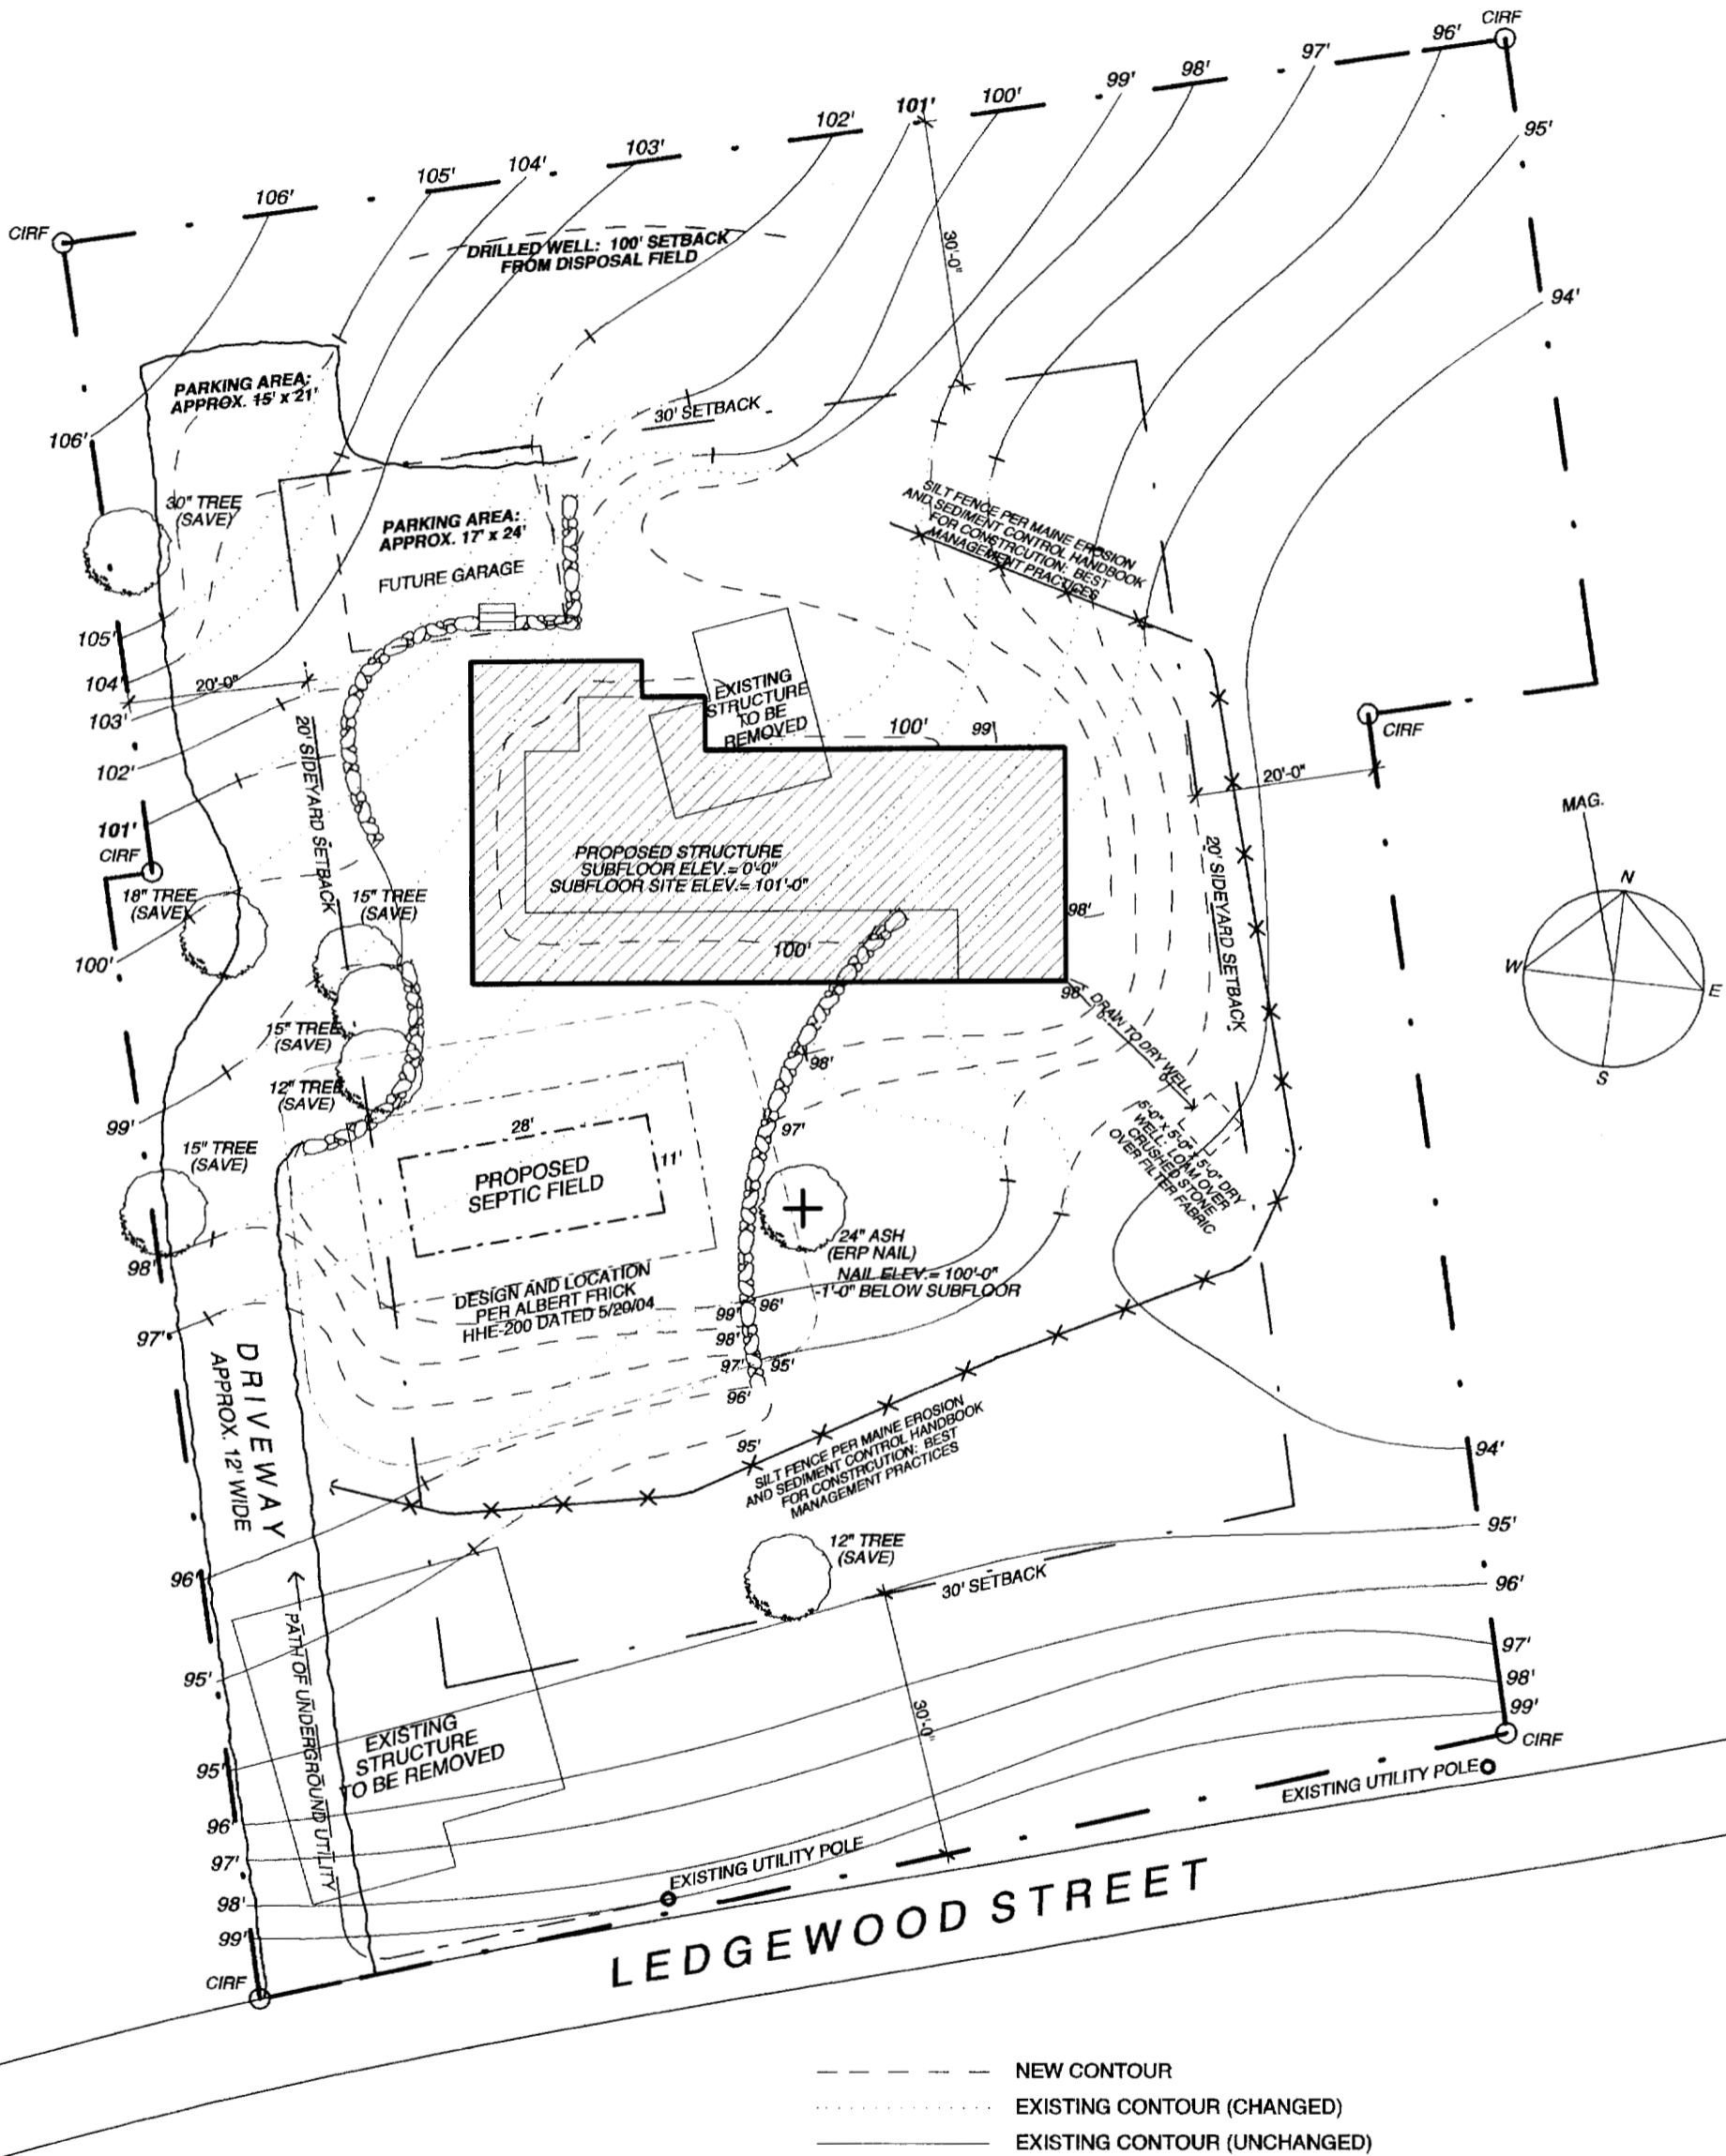 CIRF
96'
97'
98'
99'
100'
101'
102'
103'
104'
105'
106'
CIRF
95'
94'
DRILLED WELL: 100' SETBACK
FROM DISPOSAL FIELD
30'-0"
PARKING AREA:
APPROX. 15' x 21'
30' SETBACK
106'
30" TREE
(SAVE)
PARKING AREA:
APPROX. 17' x 24'
FUTURE GARAGE
SILT FENCE PER MAINE EROSION
AND SEDIMENT CONTROL HANDBOOK
FOR CONSTRCUTION: BEST
MANAGEMENT PRACTICES
105'
104'
20'-0"
103'
102'
101'
CIRF
20' SIDEYARD SETBACK
EXISTING
STRUCTURE
TO BE
REMOVED
100'
99'
CIRF
20'-0"
MAG.
N
W
E
S
PROPOSED STRUCTURE
SUBFLOOR ELEV.= 0'-0"
SUBFLOOR SITE ELEV.= 101'-0"
20' SIDEYARD SETBACK
18" TREE
(SAVE)
15" TREE
(SAVE)
98'
100'
100'
98'
DRAIN TO DRY WELL
15" TREE
(SAVE)
98'
12" TREE
(SAVE)
5'-0" x 5'-0" x 5'-0" DRY
WELL: LOAM OVER
CRUSHED STONE
OVER FILTER FABRIC
99'
28'
97'
15" TREE
(SAVE)
PROPOSED
SEPTIC FIELD
11'
24" ASH
(ERP NAIL)
NAIL ELEV.= 100'-0"
-1'-0" BELOW SUBFLOOR
98'
DESIGN AND LOCATION
PER ALBERT FRICK
HHE-200 DATED 5/29/04
99'
96'
98'
97'
95'
96'
97'
DRIVEWAY
APPROX. 12' WIDE
95'
SILT FENCE PER MAINE EROSION
AND SEDIMENT CONTROL HANDBOOK
FOR CONSTRCUTION: BEST
MANAGEMENT PRACTICES
94'
95'
12" TREE
(SAVE)
96'
30' SETBACK
96'
PATH OF UNDERGROUND UTILITY
97'
95'
98'
99'
30'-0"
CIRF
EXISTING
STRUCTURE
TO BE REMOVED
95'
EXISTING UTILITY POLE
96'
97'
EXISTING UTILITY POLE
98'
99'
LEDGEWOOD STREET
CIRF
NEW CONTOUR
EXISTING CONTOUR (CHANGED)
EXISTING CONTOUR (UNCHANGED)